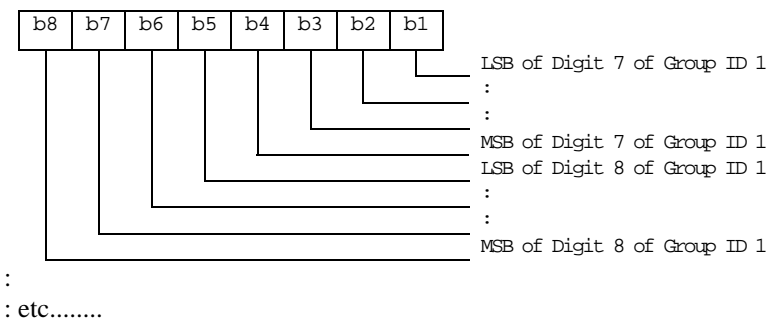 b8 b7 b6 b5 b4 b3 b2 b1
LSB of Digit 7 of Group ID 1
:
:
MSB of Digit 7 of Group ID 1
LSB of Digit 8 of Group ID 1
:
:
MSB of Digit 8 of Group ID 1
:
: etc........